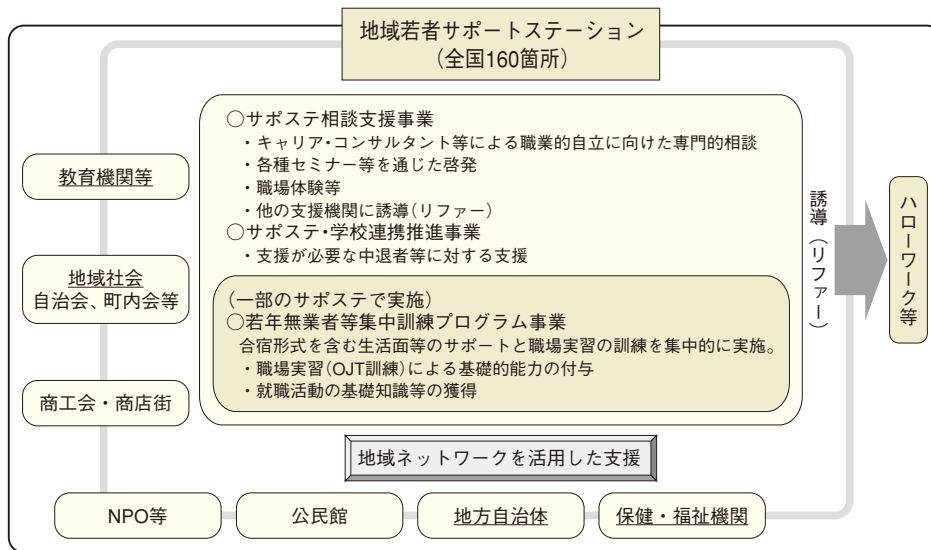 地域若者サポートステーション
（全国160箇所）
○サポステ相談支援事業
・キャリア・コンサルタント等による職業的自立に向けた専門的相談
・各種セミナー等を通じた啓発
・職場体験等
・他の支援機関に誘導（リファー）
○サポステ・学校連携推進事業
・支援が必要な中退者等に対する支援
（一部のサポステで実施）
○若年無業者等集中訓練プログラム事業
合宿形式を含む生活面等のサポートと職場実習の訓練を集中的に実施。
・職場実習（OJT訓練）による基礎的能力の付与
・就職活動の基礎知識等の獲得
教育機関等
地域社会
自治会、町内会等
商工会・商店街
誘導（リファー）
ハローワーク等
地域ネットワークを活用した支援
NPO等
公民館
地方自治体
保健・福祉機関